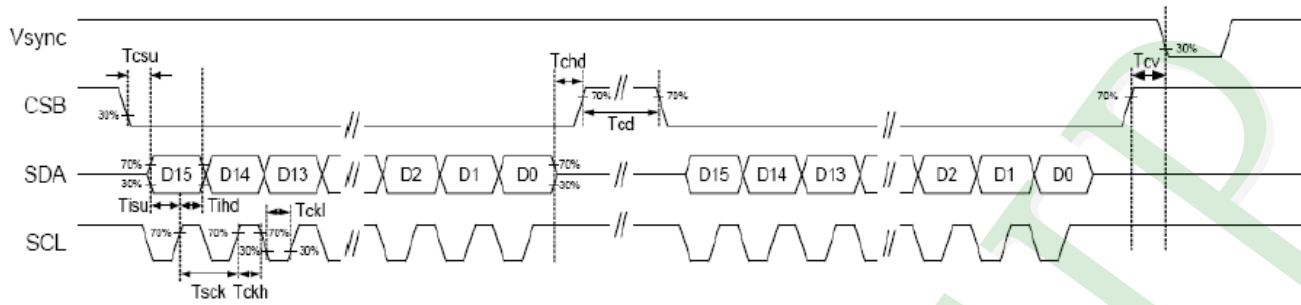 Vsync
30%
Tcsu
Tchd
Tcv
CSB
30%
70%
70%
70%
Tcd
SDA
70%
30%
D15
D14
D13
D2
D1
D0
70%
30%
D15
D14
D13
D2
D1
D0
Tisu
Tihd
Tckl
SCL
70%
70%
70%
30%
30%
Tsck
Tckh